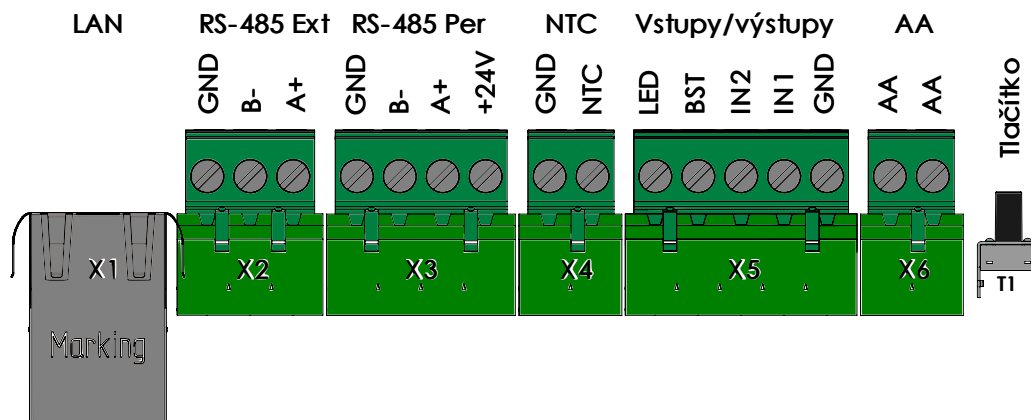 LAN RS-485 Ext RS-485 Per NTC Vstupy/výstupy AA
GND B- A+ GND B- A+ +24V GND NTC LED BST IN2 IN1 GND AA AA Tlačítko
X1 X2 X3 X4 X5 X6 T1
Marking